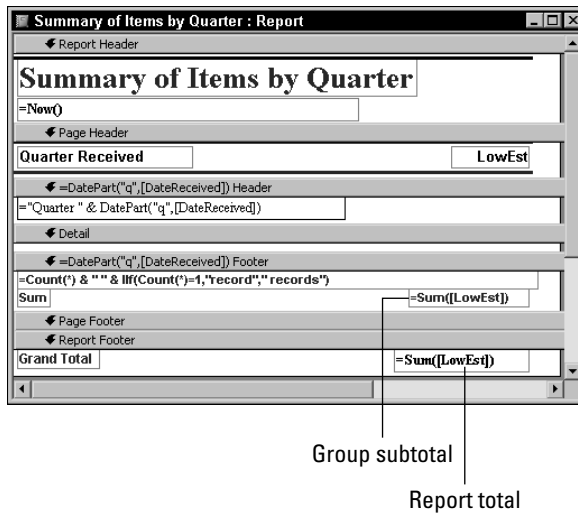 Summary of Items by Quarter : Report
Report Header
Summary of Items by Quarter
=Now()
Page Header
Quarter Received LowEst
=DatePart("q",[DateReceived]) Header
="Quarter " & DatePart("q",[DateReceived])
Detail
=DatePart("q",[DateReceived]) Footer
=Count(*) & " " & IIf(Count(*)=1,"record"," records")
Sum =Sum([LowEst])
Page Footer
Report Footer
Grand Total =Sum([LowEst])
Group subtotal
Report total